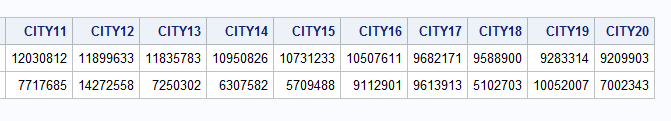 CITY11 CITY12 CITY13 CITY14 CITY15 CITY16 CITY17 CITY18 CITY19 CITY20
12030812 11899633 11835783 10950826 10731233 10507611 9682171 9588900 9283314 9209903
7717685 14272558 7250302 6307582 5709488 9112901 9613913 5102703 10052007 7002343